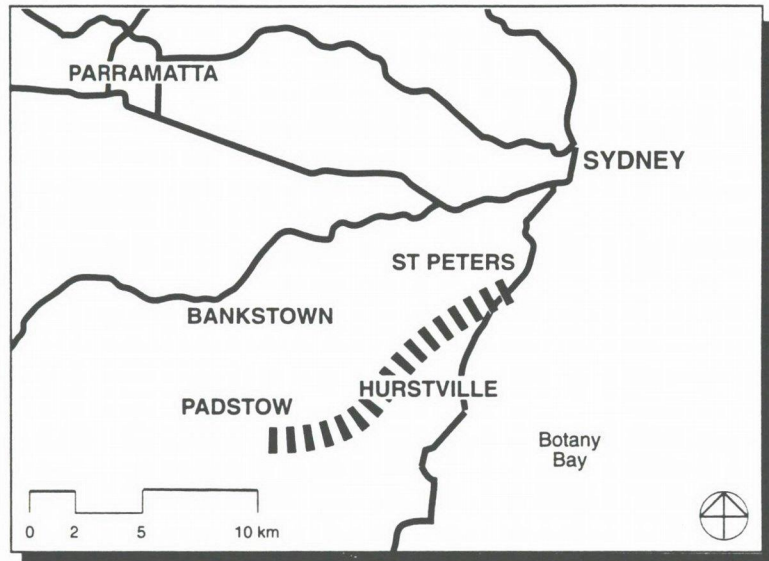 PARRAMATTA
SYDNEY
ST PETERS
BANKSTOWN
HURSTVILLE
PADSTOW
Botany
Bay
0 2 5 10 km